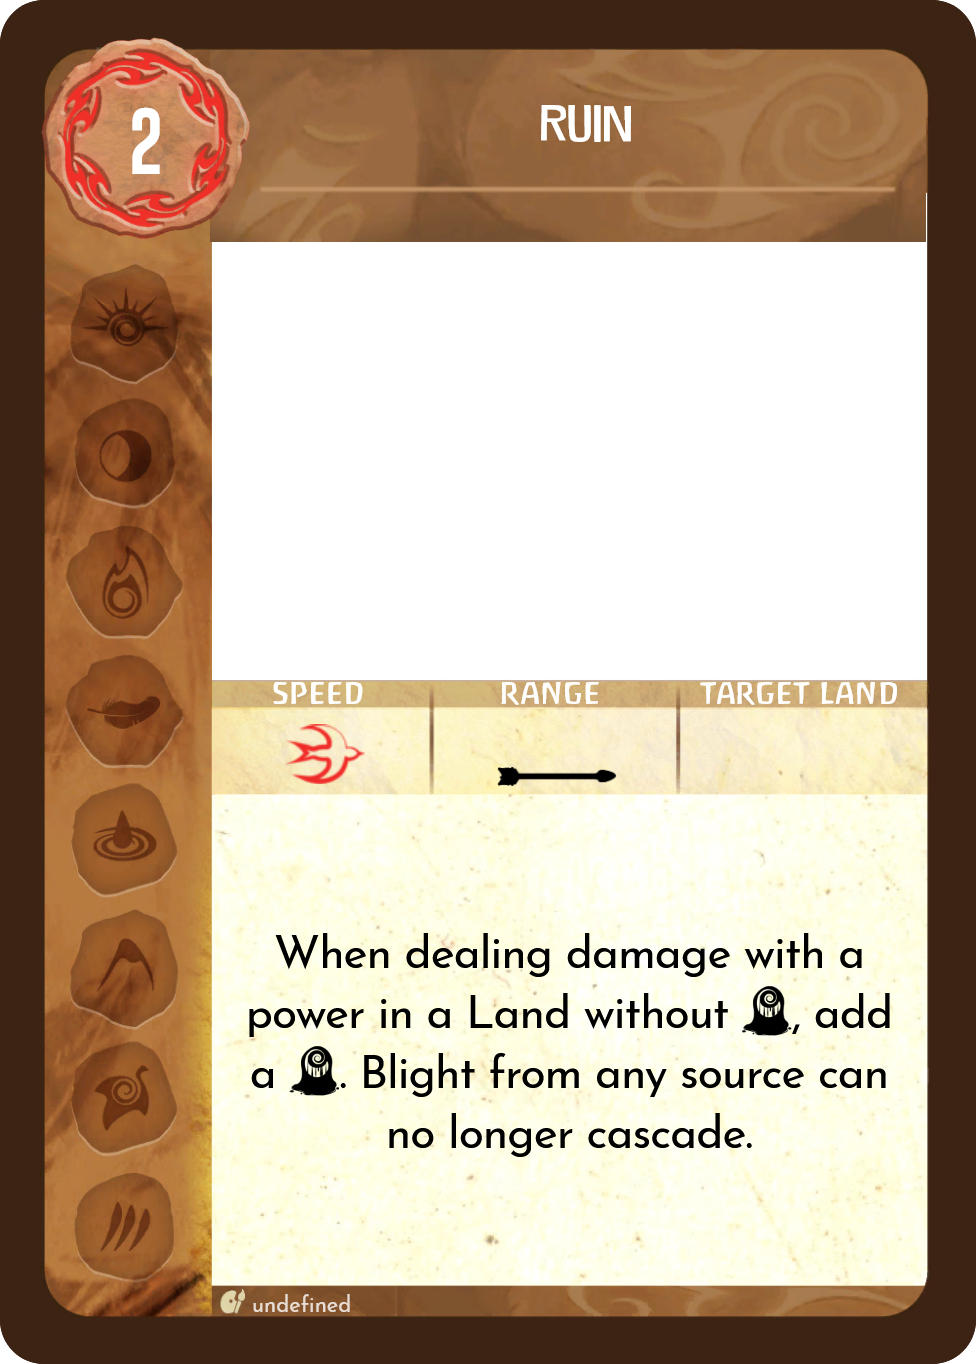 2
RUIN
SPEED RANGE TARGET LAND
When dealing damage with a
power in a Land without , add
a . Blight from any source can
no longer cascade.
undefined